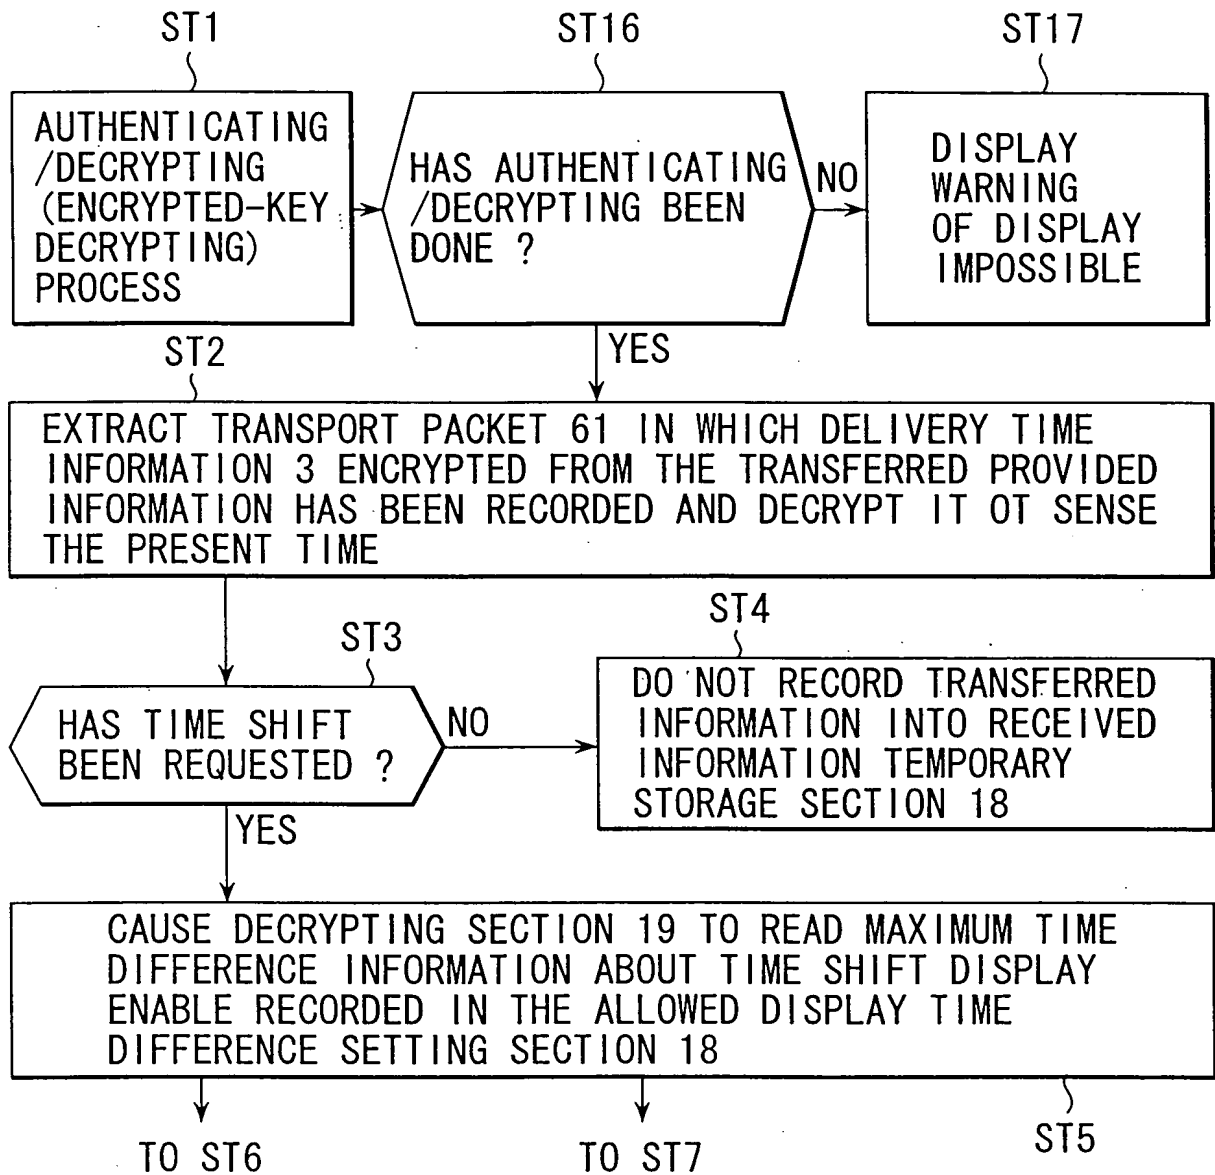 ST1
AUTHENTICATING
/DECRYPTING
(ENCRYPTED-KEY
DECRYPTING)
PROCESS
ST16
HAS AUTHENTICATING
/DECRYPTING BEEN
DONE ?
NO
ST17
DISPLAY
WARNING
OF DISPLAY
IMPOSSIBLE
YES
ST2
EXTRACT TRANSPORT PACKET 61 IN WHICH DELIVERY TIME
INFORMATION 3 ENCRYPTED FROM THE TRANSFERRED PROVIDED
INFORMATION HAS BEEN RECORDED AND DECRYPT IT OT SENSE
THE PRESENT TIME
ST3
HAS TIME SHIFT
BEEN REQUESTED ?
NO
ST4
DO NOT RECORD TRANSFERRED
INFORMATION INTO RECEIVED
INFORMATION TEMPORARY
STORAGE SECTION 18
YES
CAUSE DECRYPTING SECTION 19 TO READ MAXIMUM TIME
DIFFERENCE INFORMATION ABOUT TIME SHIFT DISPLAY
ENABLE RECORDED IN THE ALLOWED DISPLAY TIME
DIFFERENCE SETTING SECTION 18
ST5
TO ST6
TO ST7